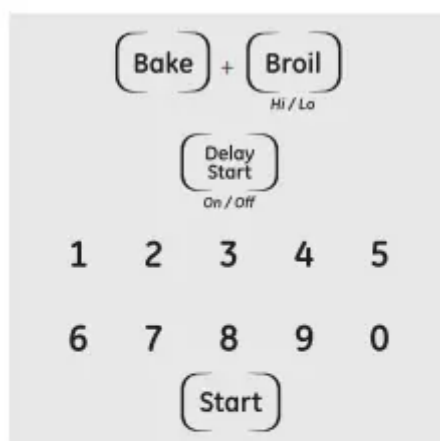 Bake + Broil
Hi / Lo
Delay
Start
On / Off
1 2 3 4 5
6 7 8 9 0
Start